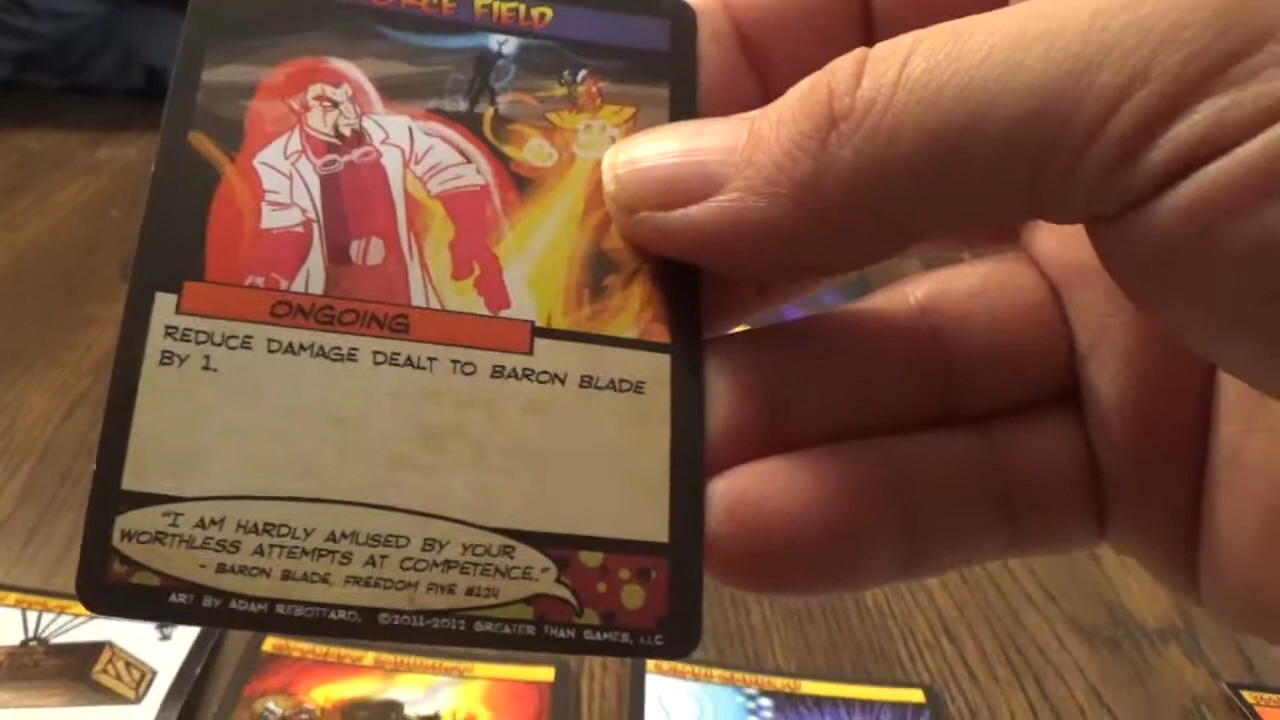 FORCE FIELD
ONGOING
REDUCE DAMAGE DEALT TO BARON BLADE
BY 1.
"I AM HARDLY AMUSED BY YOUR
WORTHLESS ATTEMPTS AT COMPETENCE."
- BARON BLADE, FREEDOM FIVE #124
ART BY ADAM REBOTTARO, ©2011-2012 GREATER THAN GAMES, LLC